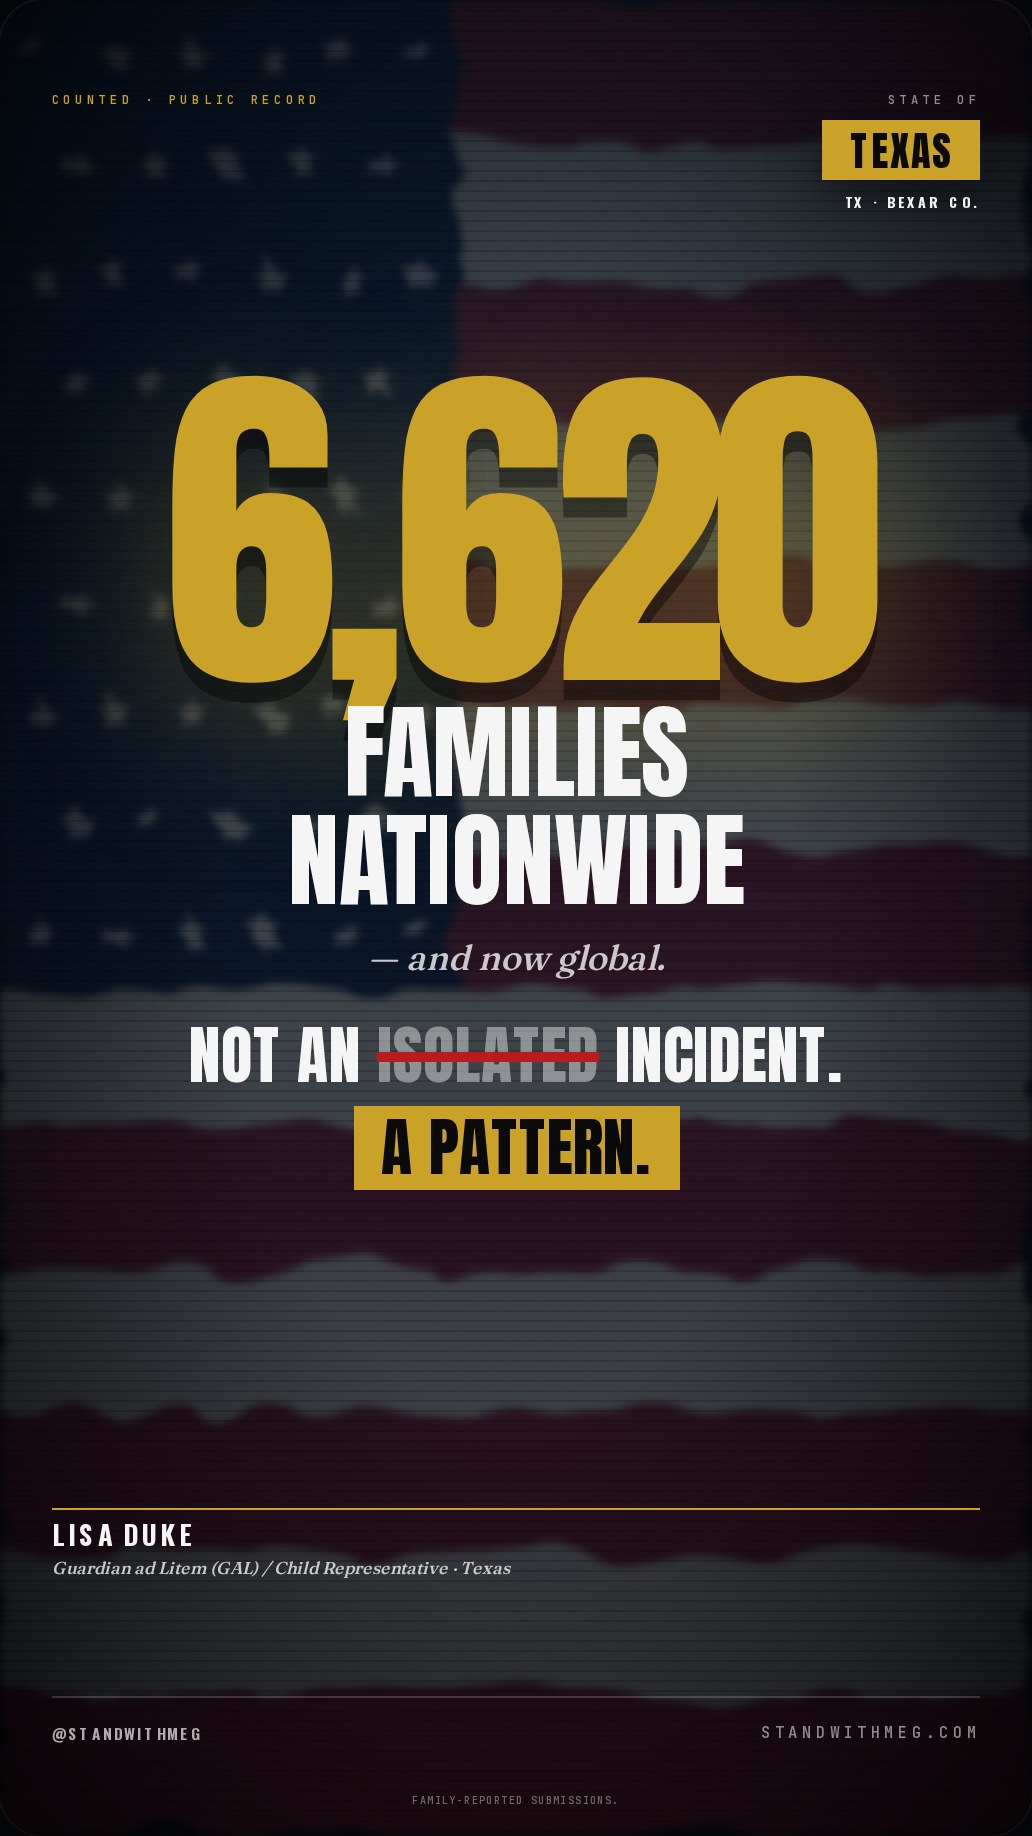 COUNTED · PUBLIC RECORD
STATE OF
TEXAS
TX · BEXAR CO.
6,620
FAMILIES
NATIONWIDE
— and now global.
NOT AN ISOLATED INCIDENT.
A PATTERN.
LISA DUKE
Guardian ad Litem (GAL) / Child Representative · Texas
@STANDWITHMEG
STANDWITHMEG.COM
FAMILY-REPORTED SUBMISSIONS.